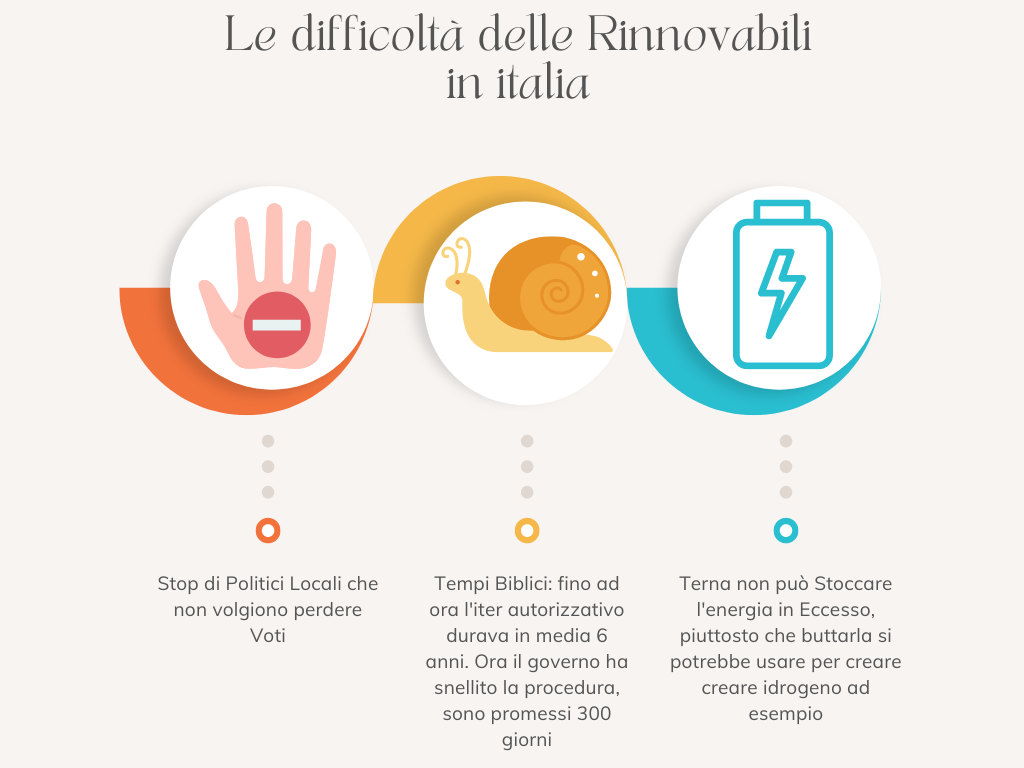 Le difficoltà delle Rinnovabili
in italia
Stop di Politici Locali che
non volgiono perdere
Voti
Tempi Biblici: fino ad
ora l'iter autorizzativo
durava in media 6
anni. Ora il governo ha
snellito la procedura,
sono promessi 300
giorni
Terna non può Stoccare
l'energia in Eccesso,
piuttosto che buttarla si
potrebbe usare per creare
creare idrogeno ad
esempio